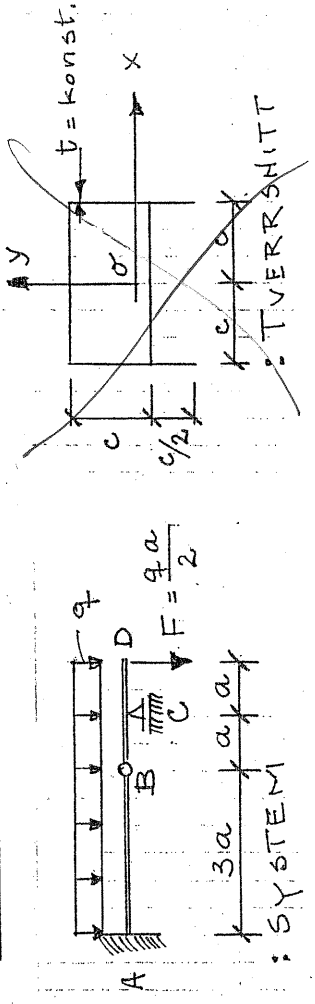 q
A
B
C
D
F = qa/2
3a
a
a
: SYSTEM
y
t = konst.
x
σ
c
c/2
c
c
: TVERRSNITT